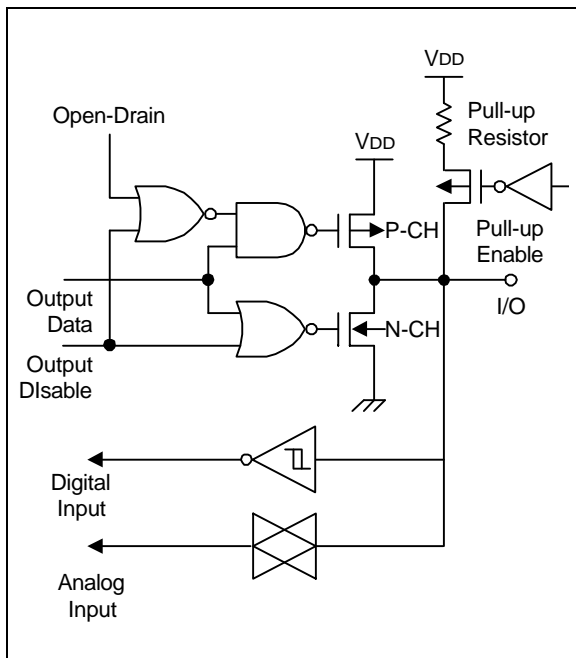 VDD
Pull-up
Resistor
Open-Drain
VDD
P-CH
Pull-up
Enable
I/O
Output
Data
N-CH
Output
DIsable
Digital
Input
Analog
Input